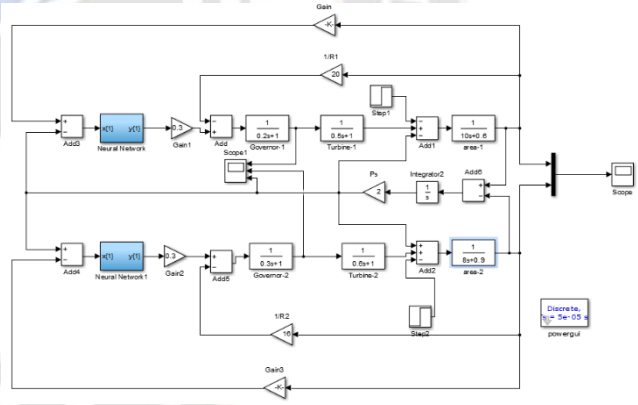 Gain
-K-
1/R1
20
Step1
+
-
Add3
x[1] y[1]
Neural Network
0.3
Gain1
-
+
Add
1
0.2s+1
Governor-1
1
0.5s+1
Turbine-1
-
+
-
Add1
1
10s+0.6
area-1
Scope1
Ps
2
Integrator2
1
s
Add6
+
-
Scope
+
-
Add4
x[1] y[1]
Neural Network1
0.3
Gain2
+
-
Add5
1
0.3s+1
Governor-2
1
0.6s+1
Turbine-2
+
+
-
Add2
1
8s+0.9
area-2
Step2
1/R2
16
Discrete,
= 5e-05 s
powergui
Gain3
-K-